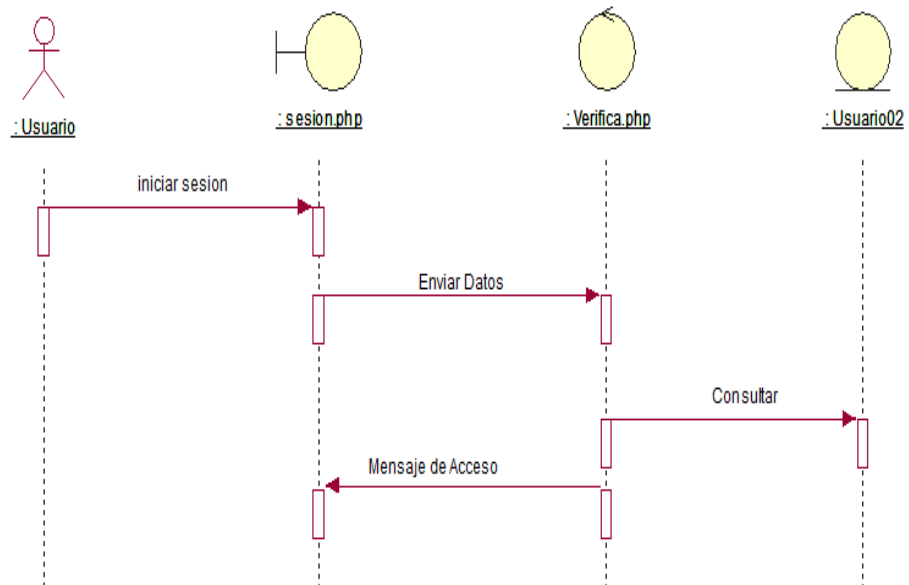 : Usuario
: sesion.php
: Verifica.php
: Usuario02
iniciar sesion
Enviar Datos
Consultar
Mensaje de Acceso